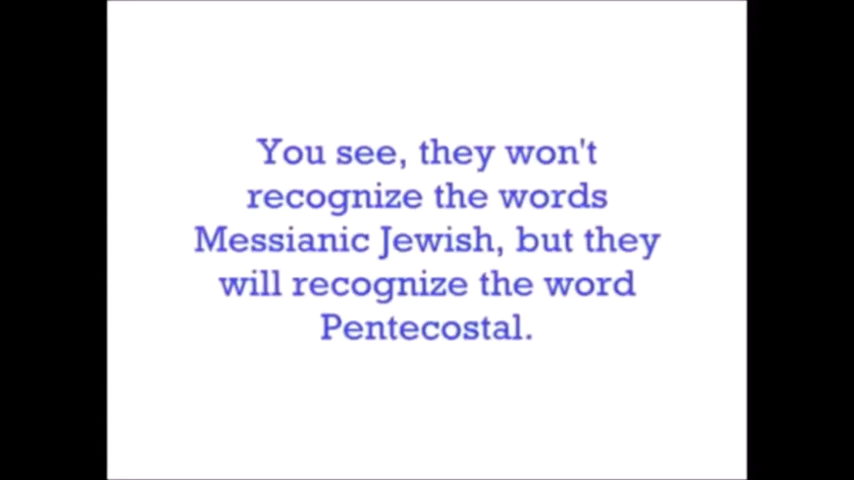 You see, they won't
recognize the words
Messianic Jewish, but they
will recognize the word
Pentecostal.